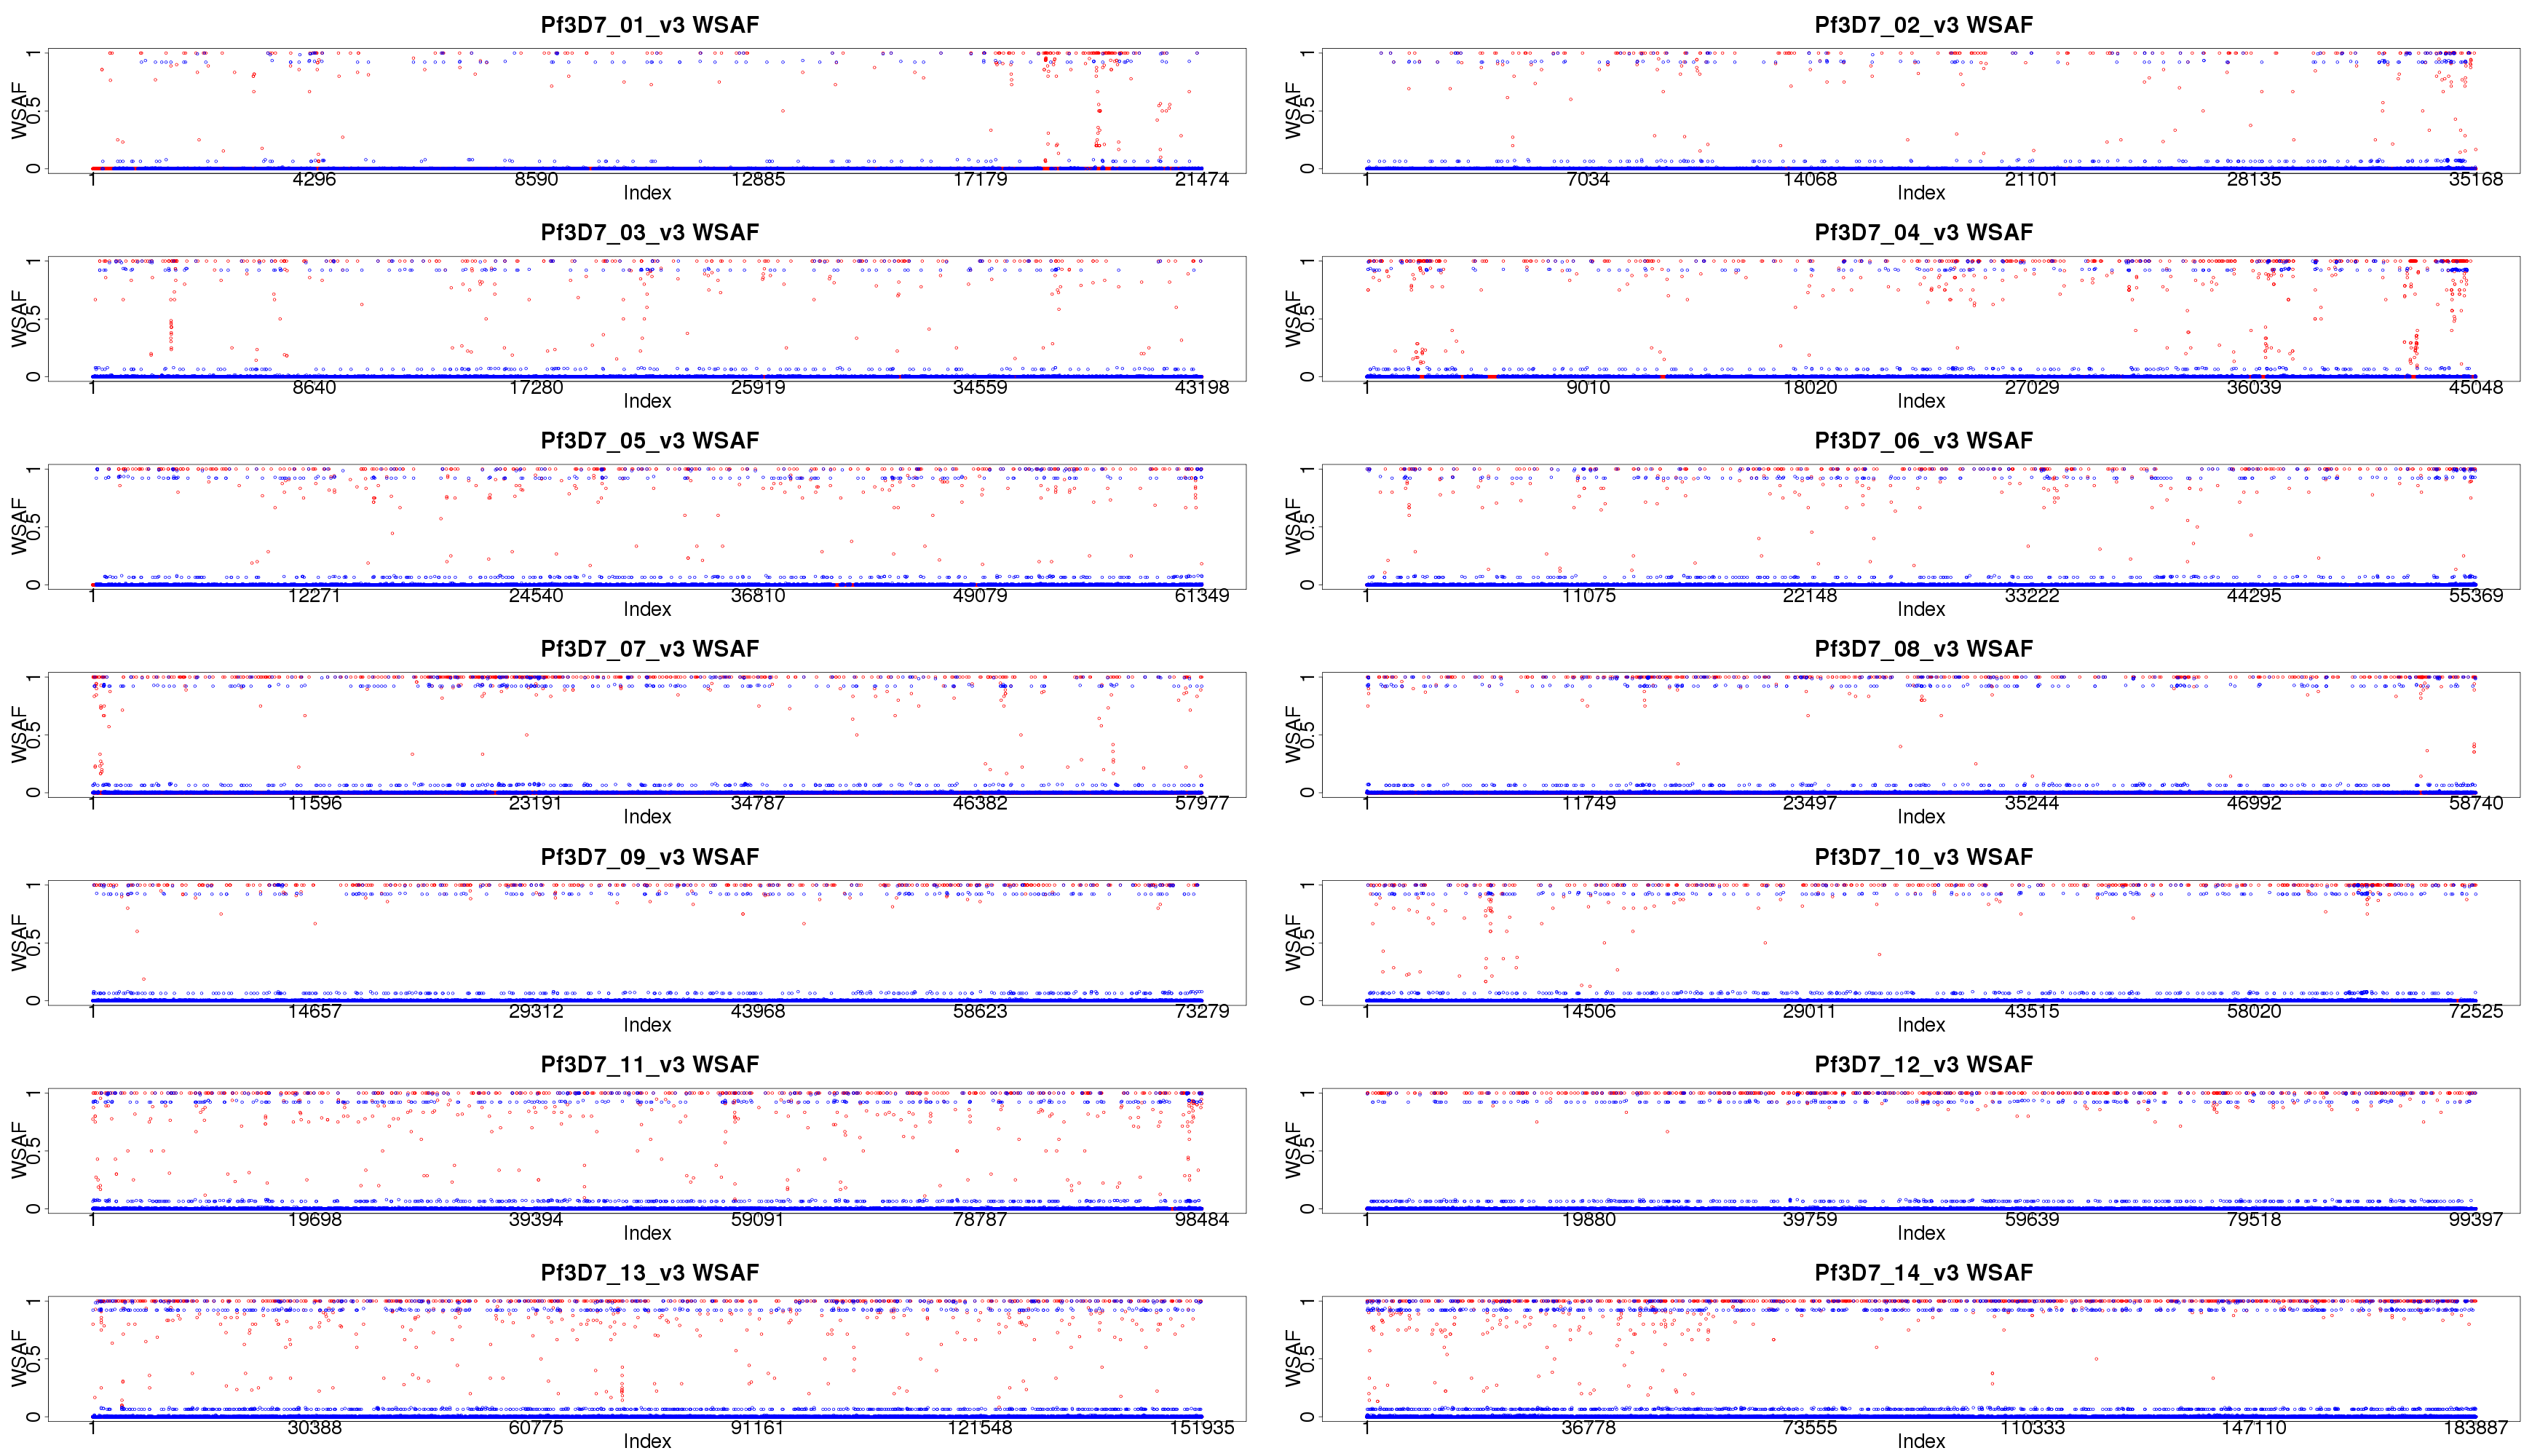 Pf3D7_01_v3 WSAF
WSAF
0 0.5 1
1 4296 8590 12885 17179 21474
Index
Pf3D7_02_v3 WSAF
WSAF
0 0.5 1
1 7034 14068 21101 28135 35168
Index
Pf3D7_03_v3 WSAF
WSAF
0 0.5 1
1 8640 17280 25919 34559 43198
Index
Pf3D7_04_v3 WSAF
WSAF
0 0.5 1
1 9010 18020 27029 36039 45048
Index
Pf3D7_05_v3 WSAF
WSAF
0 0.5 1
1 12271 24540 36810 49079 61349
Index
Pf3D7_06_v3 WSAF
WSAF
0 0.5 1
1 11075 22148 33222 44295 55369
Index
Pf3D7_07_v3 WSAF
WSAF
0 0.5 1
1 11596 23191 34787 46382 57977
Index
Pf3D7_08_v3 WSAF
WSAF
0 0.5 1
1 11749 23497 35244 46992 58740
Index
Pf3D7_09_v3 WSAF
WSAF
0 0.5 1
1 14657 29312 43968 58623 73279
Index
Pf3D7_10_v3 WSAF
WSAF
0 0.5 1
1 14506 29011 43515 58020 72525
Index
Pf3D7_11_v3 WSAF
WSAF
0 0.5 1
1 19698 39394 59091 78787 98484
Index
Pf3D7_12_v3 WSAF
WSAF
0 0.5 1
1 19880 39759 59639 79518 99397
Index
Pf3D7_13_v3 WSAF
WSAF
0 0.5 1
1 30388 60775 91161 121548 151935
Index
Pf3D7_14_v3 WSAF
WSAF
0 0.5 1
1 36778 73555 110333 147110 183887
Index